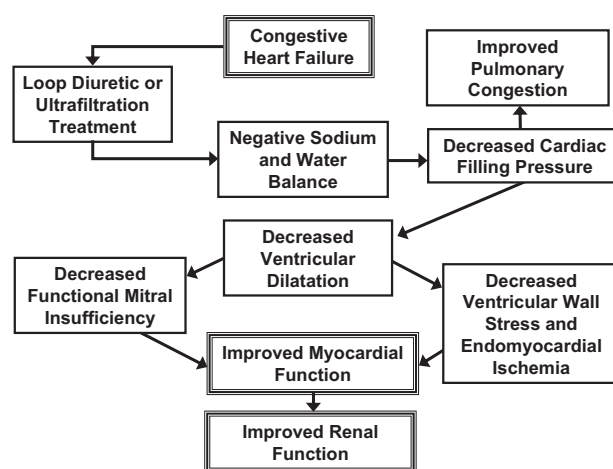 Congestive
Heart Failure
Improved
Pulmonary
Congestion
Loop Diuretic or
Ultrafiltration
Treatment
Negative Sodium
and Water
Balance
Decreased Cardiac
Filling Pressure
Decreased
Ventricular
Dilatation
Decreased
Functional Mitral
Insufficiency
Decreased
Ventricular Wall
Stress and
Endomyocardial
Ischemia
Improved Myocardial
Function
Improved Renal
Function